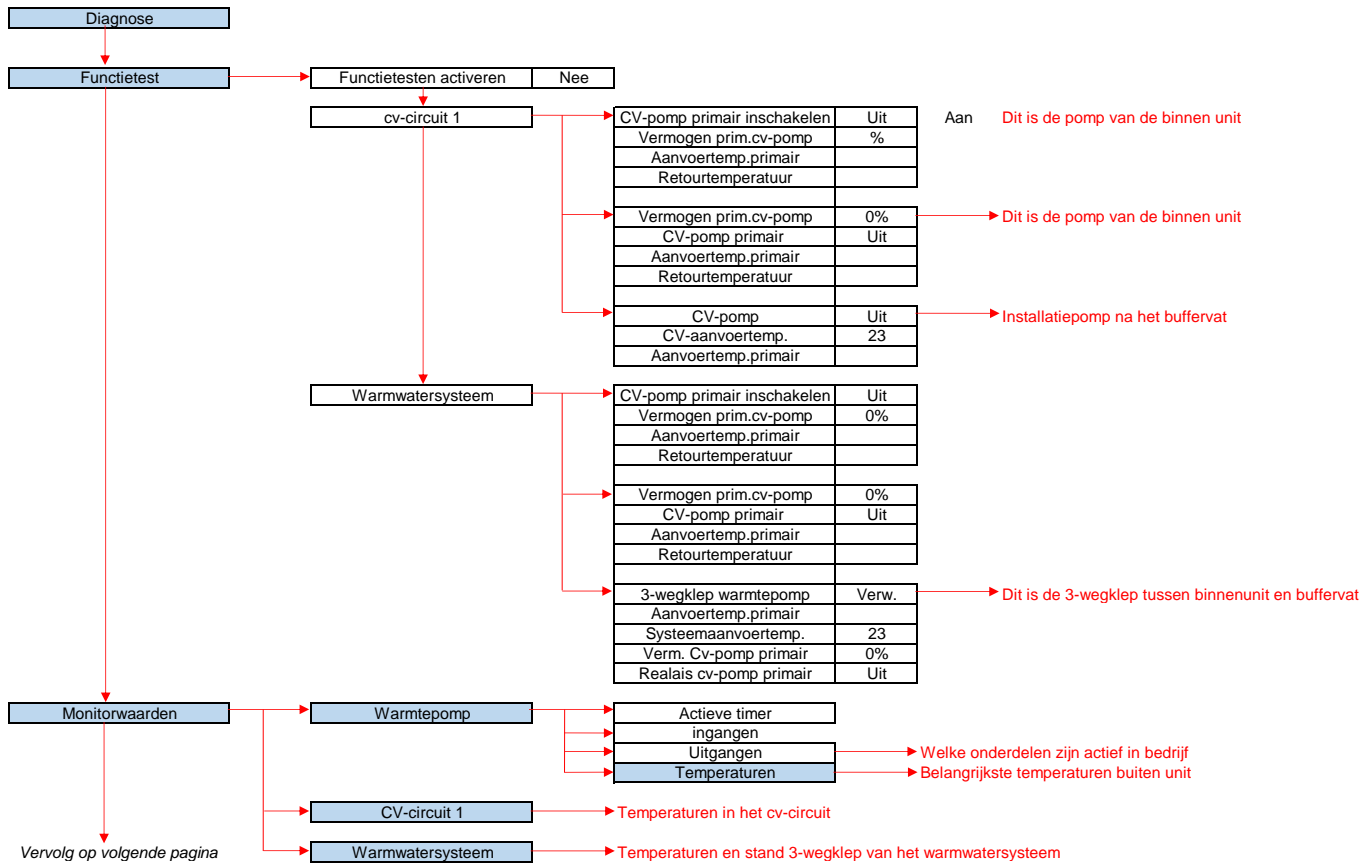 Diagnose
Functietest
Functietesten activeren Nee
cv-circuit 1
CV-pomp primair inschakelen Uit Aan Dit is de pomp van de binnen unit
Vermogen prim.cv-pomp %
Aanvoertemp.primair
Retourtemperatuur
Vermogen prim.cv-pomp 0% Dit is de pomp van de binnen unit
CV-pomp primair Uit
Aanvoertemp.primair
Retourtemperatuur
CV-pomp Uit Installatiepomp na het buffervat
CV-aanvoertemp. 23
Aanvoertemp.primair
Warmwatersysteem
CV-pomp primair inschakelen Uit
Vermogen prim.cv-pomp 0%
Aanvoertemp.primair
Retourtemperatuur
Vermogen prim.cv-pomp 0%
CV-pomp primair Uit
Aanvoertemp.primair
Retourtemperatuur
3-wegklep warmtepomp Verw. Dit is de 3-wegklep tussen binnenunit en buffervat
Aanvoertemp.primair
Systeemaanvoertemp. 23
Verm. Cv-pomp primair 0%
Realais cv-pomp primair Uit
Monitorwaarden
Warmtepomp
Actieve timer
ingangen
Uitgangen Welke onderdelen zijn actief in bedrijf
Temperaturen Belangrijkste temperaturen buiten unit
CV-circuit 1 Temperaturen in het cv-circuit
Vervolg op volgende pagina
Warmwatersysteem Temperaturen en stand 3-wegklep van het warmwatersysteem